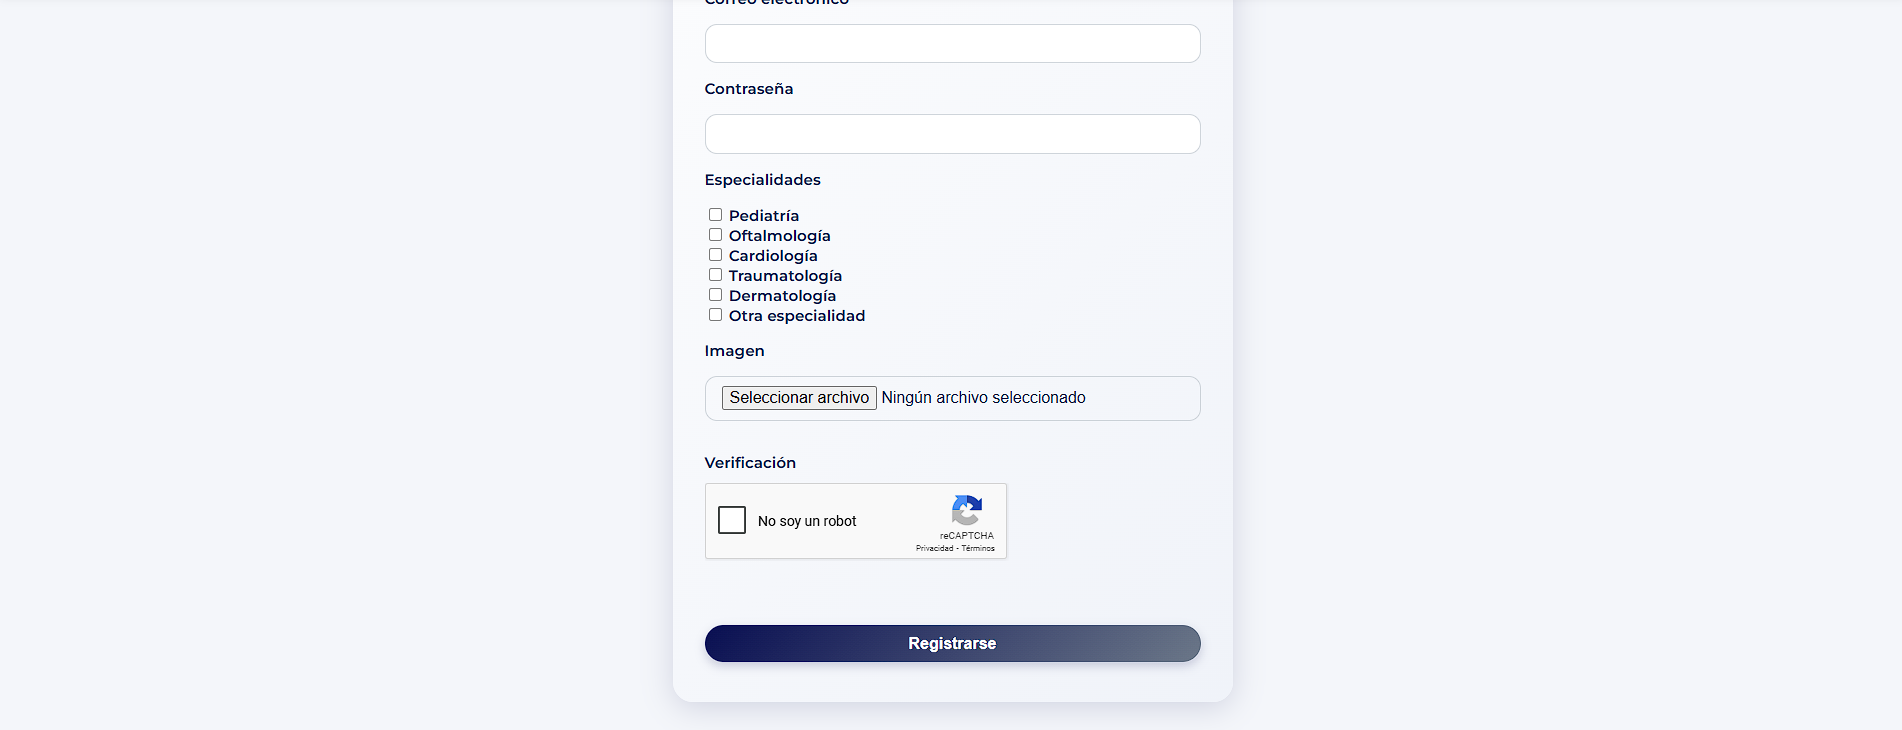 Correo electrónico
Contraseña
Especialidades
Pediatría
Oftalmología
Cardiología
Traumatología
Dermatología
Otra especialidad
Imagen
Seleccionar archivo Ningún archivo seleccionado
Verificación
No soy un robot
reCAPTCHA
Privacidad - Términos
Registrarse